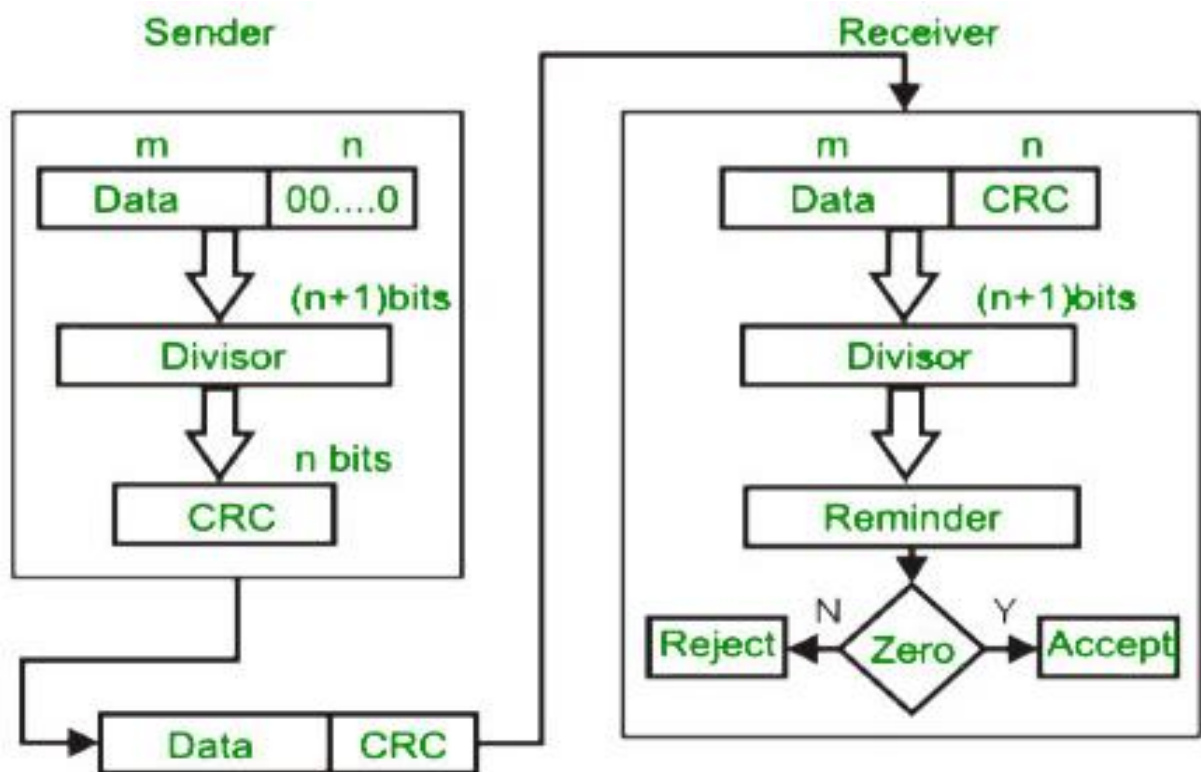 Sender
m n
Data 00....0
(n+1)bits
Divisor
n bits
CRC
Data CRC
Receiver
m n
Data CRC
(n+1)bits
Divisor
Reminder
N Y
Reject Zero Accept